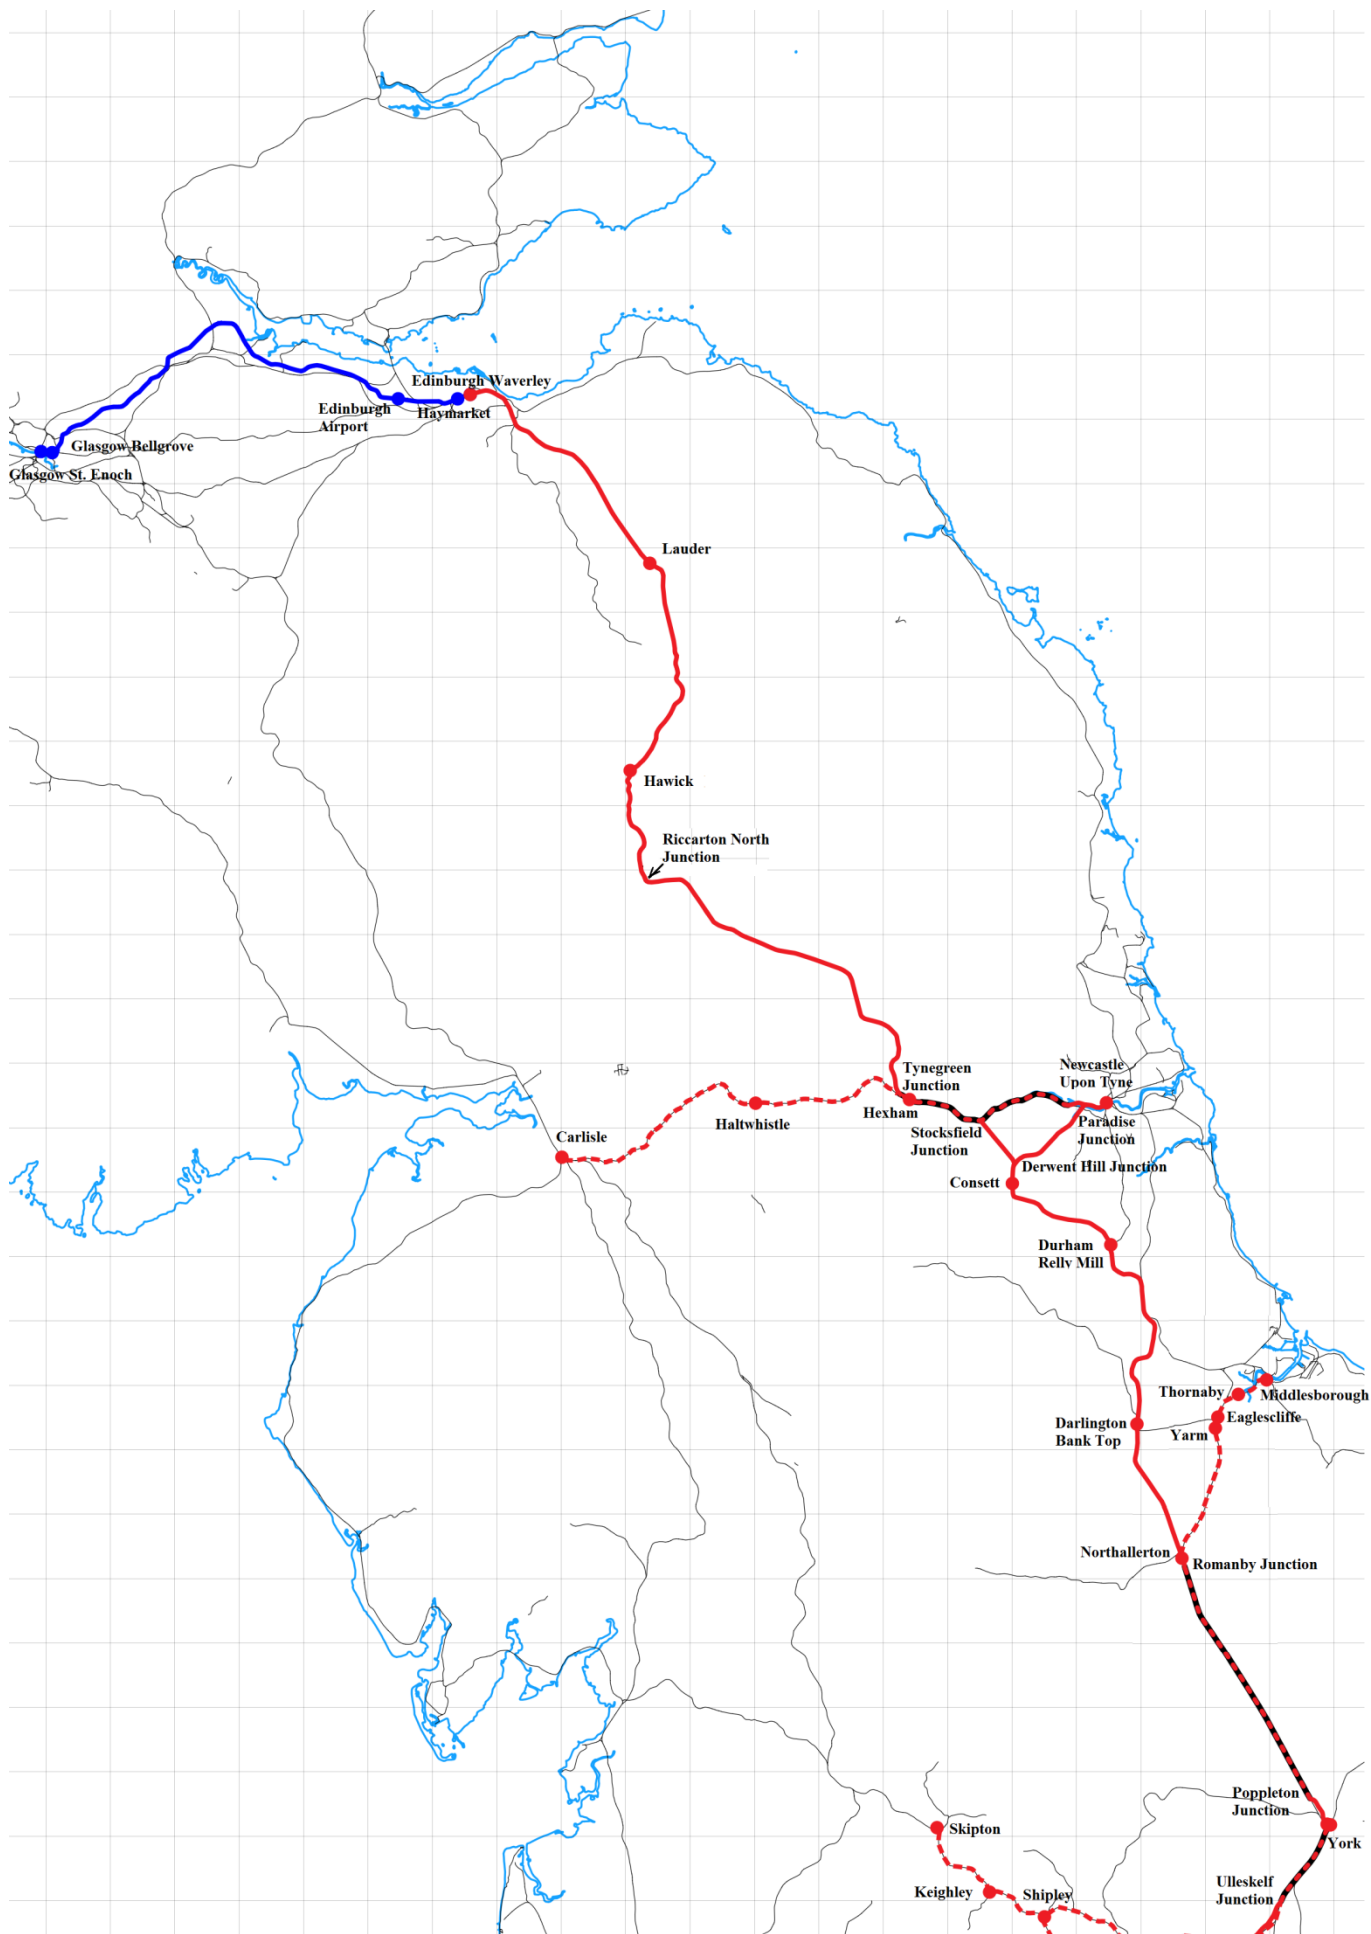 Edinburgh Waverley
Edinburgh
Airport
Haymarket
Glasgow Bellgrove
Glasgow St. Enoch
Lauder
Hawick
Riccarton North
Junction
Tynegreen
Junction
Newcastle
Upon Tyne
Hexham
Haltwhistle
Stocksfield
Junction
Paradise
Junction
Carlisle
Derwent Hill Junction
Consett
Durham
Relly Mill
Thornaby
Middlesborough
Eaglescliffe
Yarm
Darlington
Bank Top
Northallerton
Romanby Junction
Poppleton
Junction
Skipton
York
Ulleskelf
Junction
Keighley
Shipley